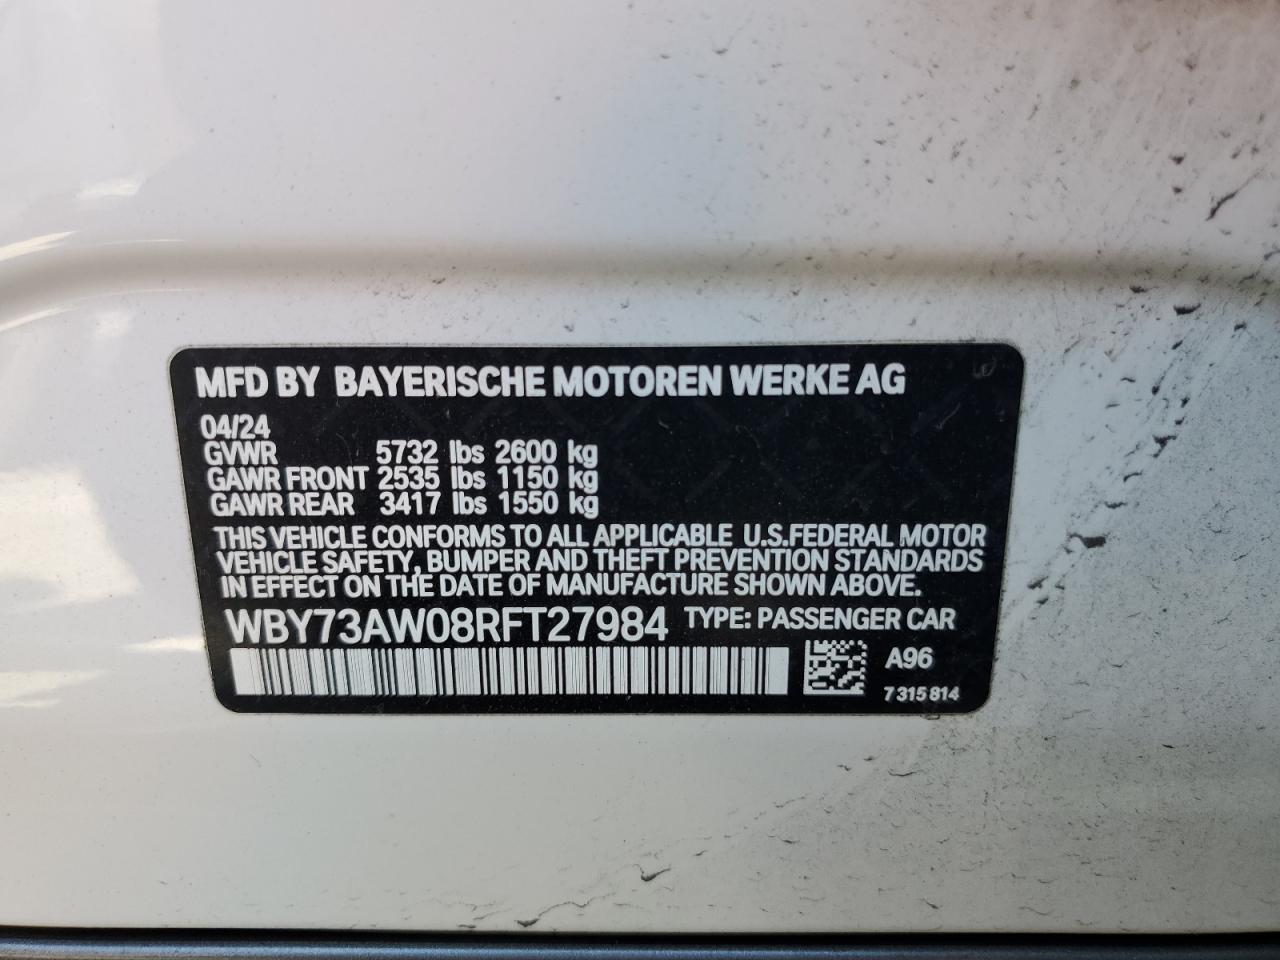 MFD BY BAYERISCHE MOTOREN WERKE AG
04/24
GVWR 5732 lbs 2600 kg
GAWR FRONT 2535 lbs 1150 kg
GAWR REAR 3417 lbs 1550 kg
THIS VEHICLE CONFORMS TO ALL APPLICABLE U.S.FEDERAL MOTOR
VEHICLE SAFETY, BUMPER AND THEFT PREVENTION STANDARDS
IN EFFECT ON THE DATE OF MANUFACTURE SHOWN ABOVE.
WBY73AW08RFT27984 TYPE: PASSENGER CAR
A96
7 315 814